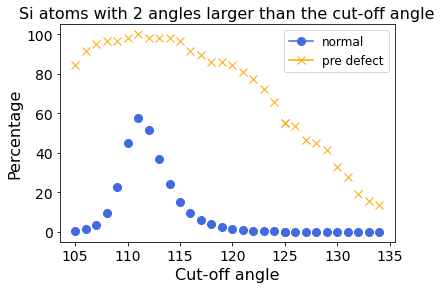 Si atoms with 2 angles larger than the cut-off angle
normal
pre defect
Percentage
100
80
60
40
20
0
105 110 115 120 125 130 135
Cut-off angle